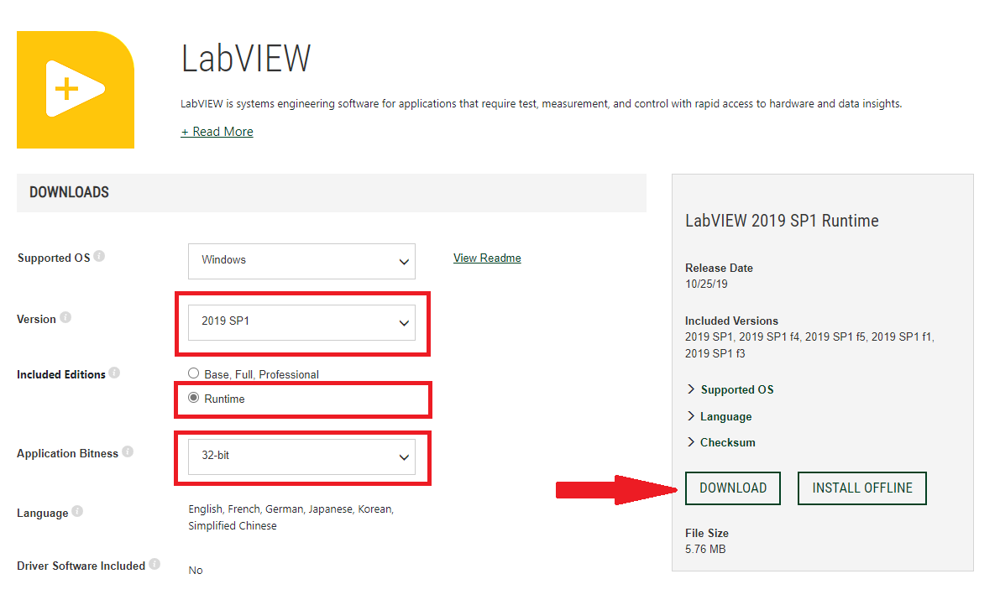 LabVIEW
LabVIEW is systems engineering software for applications that require test, measurement, and control with rapid access to hardware and data insights.
+ Read More
DOWNLOADS
Supported OS
Windows
View Readme
Version
2019 SP1
Included Editions
Base, Full, Professional
Runtime
Application Bitness
32-bit
Language
English, French, German, Japanese, Korean,
Simplified Chinese
Driver Software Included
No
LabVIEW 2019 SP1 Runtime
Release Date
10/25/19
Included Versions
2019 SP1, 2019 SP1 f4, 2019 SP1 f5, 2019 SP1 f1,
2019 SP1 f3
Supported OS
Language
Checksum
DOWNLOAD
INSTALL OFFLINE
File Size
5.76 MB